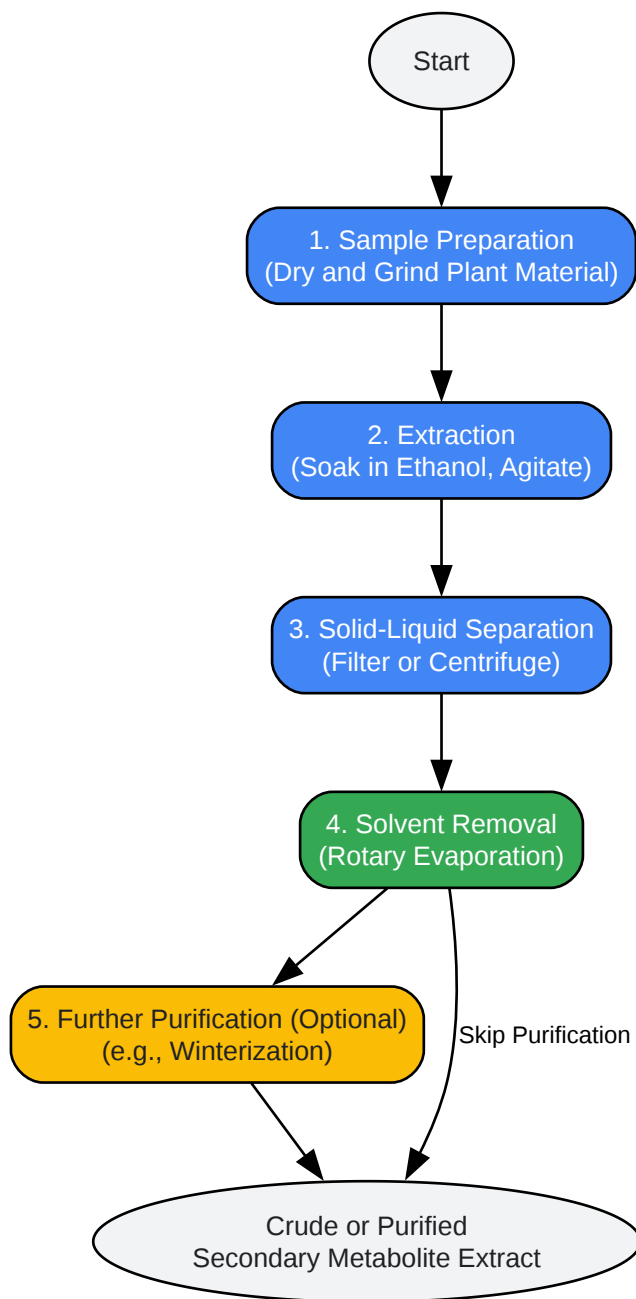 Start
1. Sample Preparation
(Dry and Grind Plant Material)
2. Extraction
(Soak in Ethanol, Agitate)
3. Solid-Liquid Separation
(Filter or Centrifuge)
4. Solvent Removal
(Rotary Evaporation)
5. Further Purification (Optional)
(e.g., Winterization)
Skip Purification
Crude or Purified
Secondary Metabolite Extract